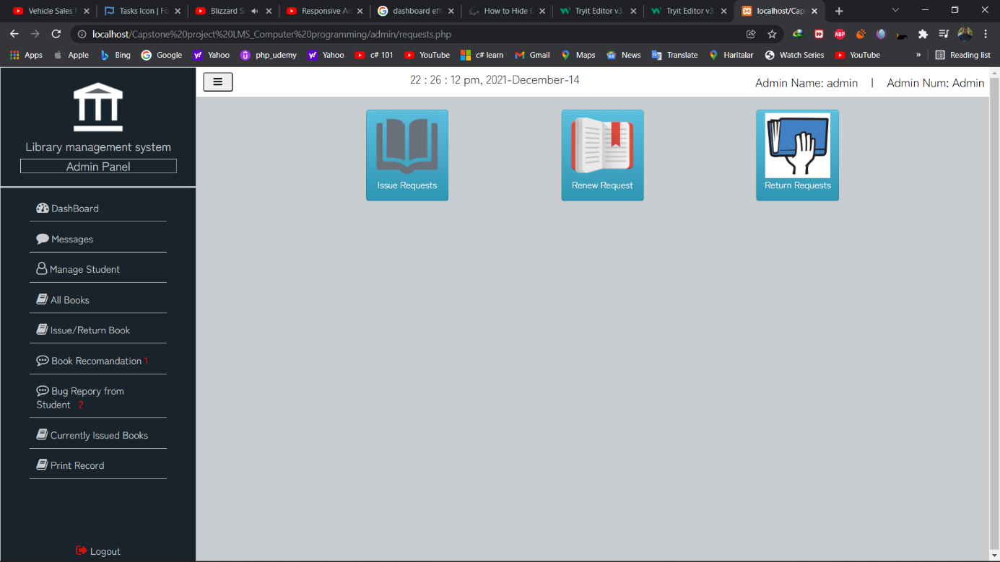 Vehicle Sales M
Tasks Icon | Fo
Blizzard S
Responsive Ad
dashboard eff
How to Hide D
Tryit Editor v3.
Tryit Editor v3.
localhost/Cap
localhost/Capstone%20project%20LMS_Computer%20programming/admin/requests.php
Apps Apple Bing Google Yahoo php_udemy Yahoo c# 101 YouTube c# learn Gmail Maps News Translate Haritalar Watch Series YouTube » Reading list
22 : 26 : 12 pm, 2021-December-14
Admin Name: admin | Admin Num: Admin
Library management system
Admin Panel
DashBoard
Messages
Manage Student
All Books
Issue/Return Book
Book Recomandation 1
Bug Repory from
Student 2
Currently Issued Books
Print Record
Logout
Issue Requests
Renew Request
Return Requests